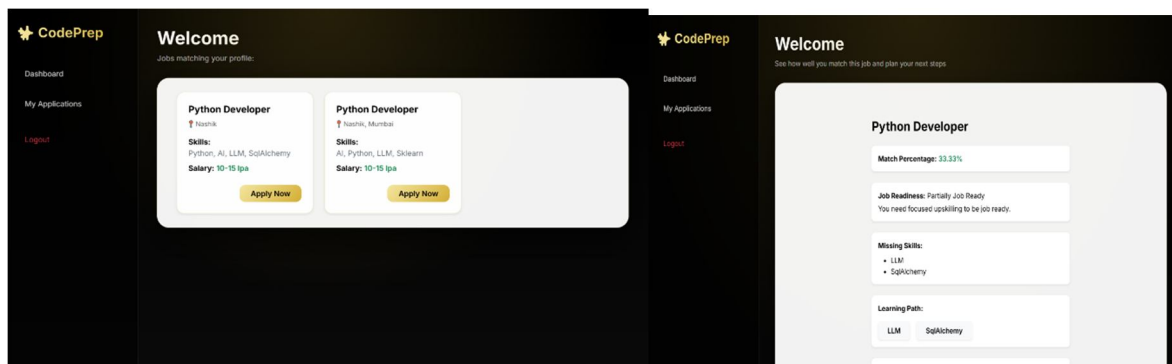 CodePrep
Dashboard
My Applications
Logout
Welcome
Jobs matching your profile:
Python Developer
Nashik
Skills:
Python, AI, LLM, SqlAlchemy
Salary: 10-15 lpa
Apply Now
Python Developer
Nashik, Mumbai
Skills:
AI, Python, LLM, Sklearn
Salary: 10-15 lpa
Apply Now
CodePrep
Dashboard
My Applications
Logout
Welcome
See how well you match this job and plan your next steps
Python Developer
Match Percentage: 33.33%
Job Readiness: Partially Job Ready
You need focused upskilling to be job ready.
Missing Skills:
• LLM
• SqlAlchemy
Learning Path:
LLM SqlAlchemy